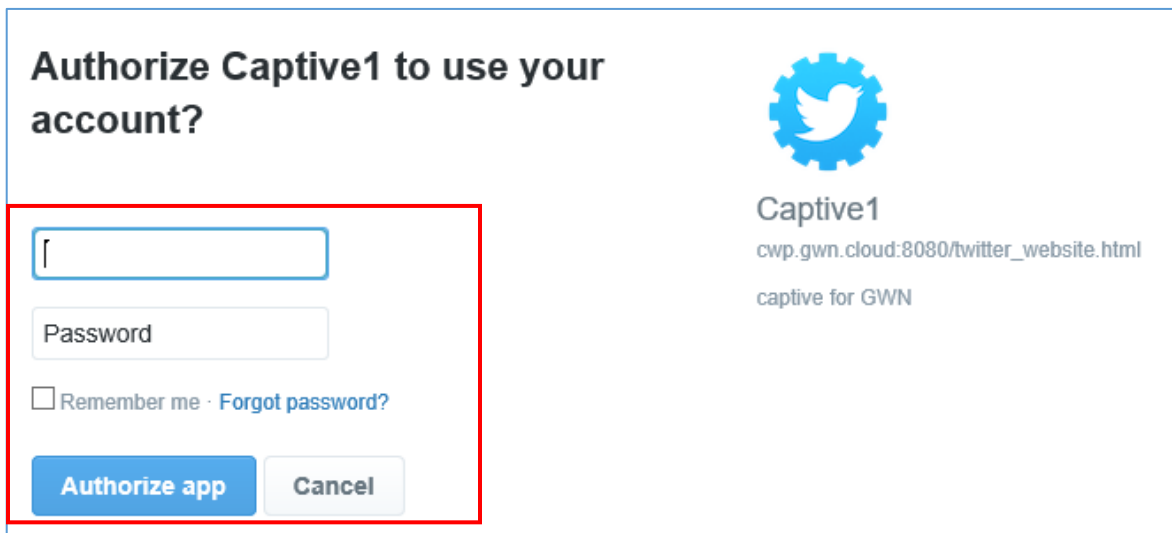 Authorize Captive1 to use your
account?
Password
Remember me · Forgot password?
Authorize app
Cancel
Captive1
cwp.gwn.cloud:8080/twitter_website.html
captive for GWN